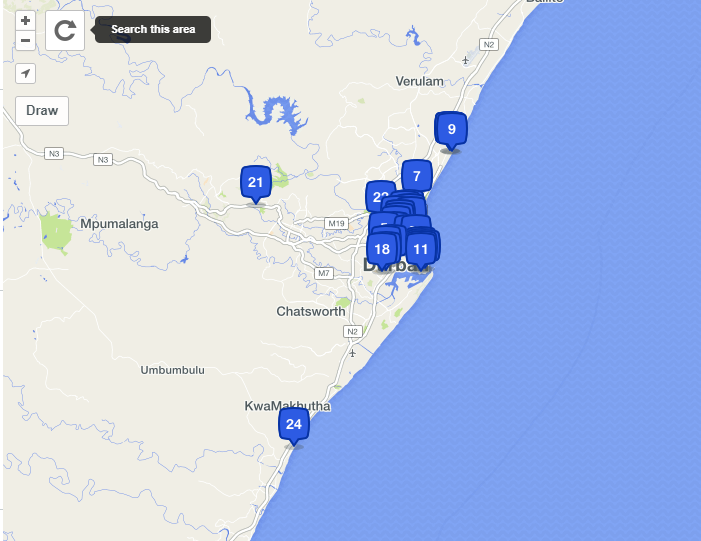 Ballito
+
Search this area
N2
−
Verulam
Draw
9
N3
N3
7
21
22
Mpumalanga
M19
5
18
11
Durban
M7
Chatsworth
N2
Umbumbulu
KwaMakhutha
24